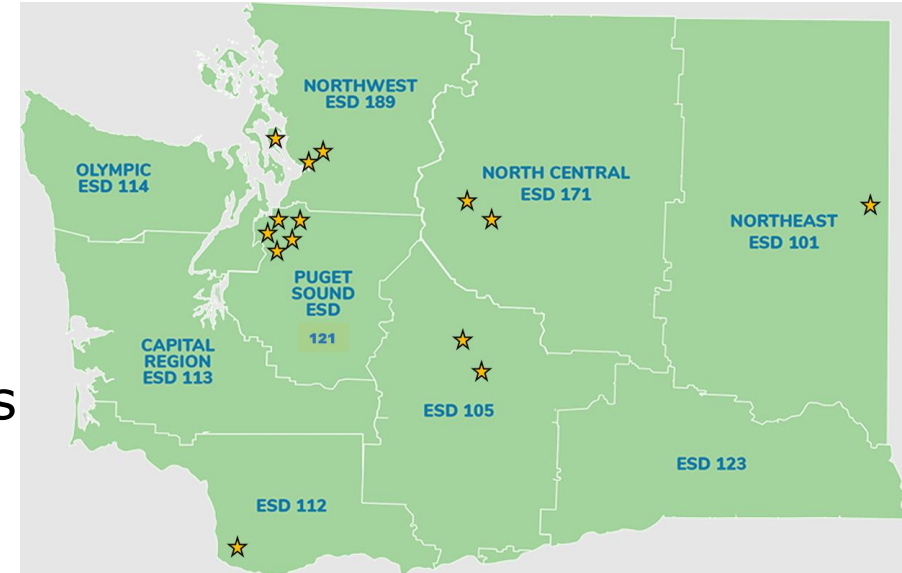 NORTHWEST
ESD 189
OLYMPIC
ESD 114
NORTH CENTRAL
ESD 171
NORTHEAST
ESD 101
PUGET
SOUND
ESD
121
CAPITAL
REGION
ESD 113
s
ESD 105
ESD 123
ESD 112